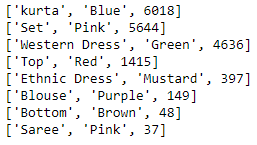 ['kurta', 'Blue', 6018]
['Set', 'Pink', 5644]
['Western Dress', 'Green', 4636]
['Top', 'Red', 1415]
['Ethnic Dress', 'Mustard', 397]
['Blouse', 'Purple', 149]
['Bottom', 'Brown', 48]
['Saree', 'Pink', 37]